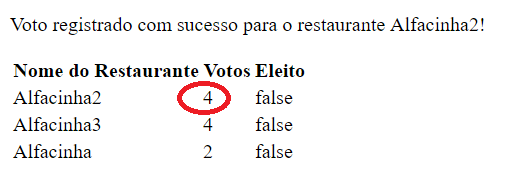 Voto registrado com sucesso para o restaurante Alfacinha2!
Nome do Restaurante Votos Eleito
Alfacinha2 4 false
Alfacinha3 4 false
Alfacinha 2 false